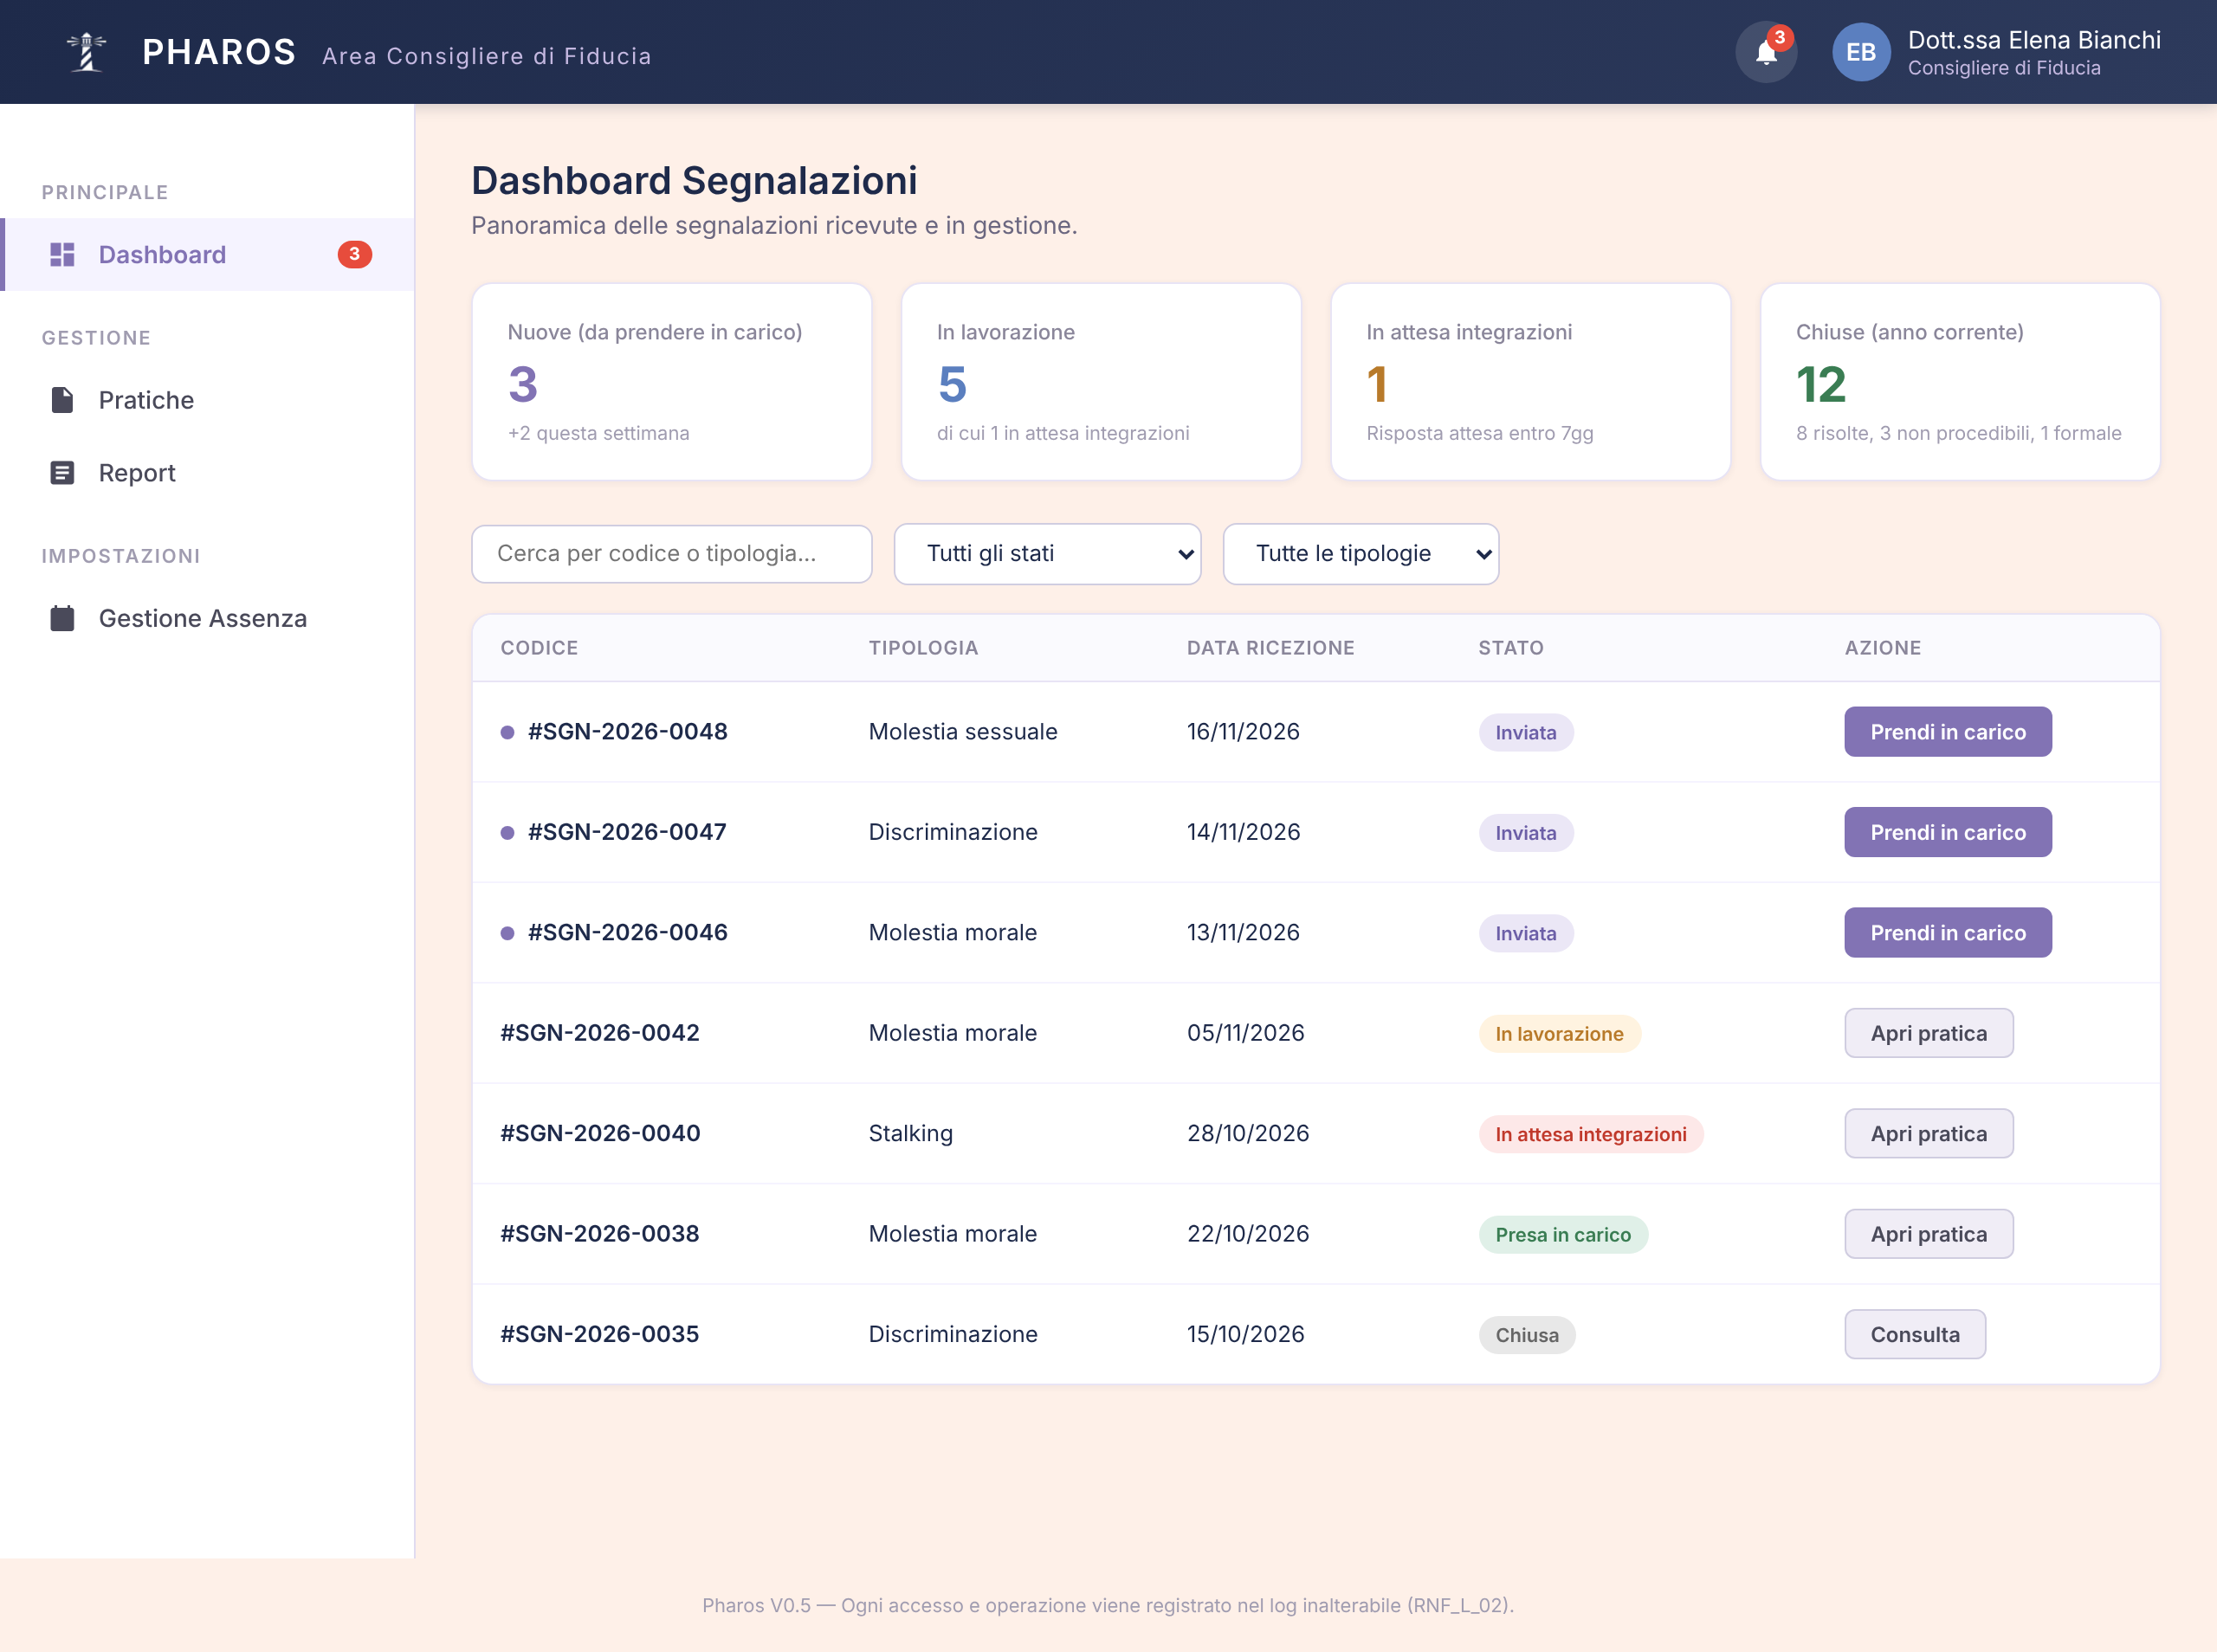 PHAROS Area Consigliere di Fiducia
3
EB
Dott.ssa Elena Bianchi
Consigliere di Fiducia
PRINCIPALE
Dashboard 3
GESTIONE
Pratiche
Report
IMPOSTAZIONI
Gestione Assenza
Dashboard Segnalazioni
Panoramica delle segnalazioni ricevute e in gestione.
Nuove (da prendere in carico)
3
+2 questa settimana
In lavorazione
5
di cui 1 in attesa integrazioni
In attesa integrazioni
1
Risposta attesa entro 7gg
Chiuse (anno corrente)
12
8 risolte, 3 non procedibili, 1 formale
Cerca per codice o tipologia... Tutti gli stati Tutte le tipologie
CODICE TIPOLOGIA DATA RICEZIONE STATO AZIONE
#SGN-2026-0048 Molestia sessuale 16/11/2026 Inviata Prendi in carico
#SGN-2026-0047 Discriminazione 14/11/2026 Inviata Prendi in carico
#SGN-2026-0046 Molestia morale 13/11/2026 Inviata Prendi in carico
#SGN-2026-0042 Molestia morale 05/11/2026 In lavorazione Apri pratica
#SGN-2026-0040 Stalking 28/10/2026 In attesa integrazioni Apri pratica
#SGN-2026-0038 Molestia morale 22/10/2026 Presa in carico Apri pratica
#SGN-2026-0035 Discriminazione 15/10/2026 Chiusa Consulta
Pharos V0.5 — Ogni accesso e operazione viene registrato nel log inalterabile (RNF_L_02).